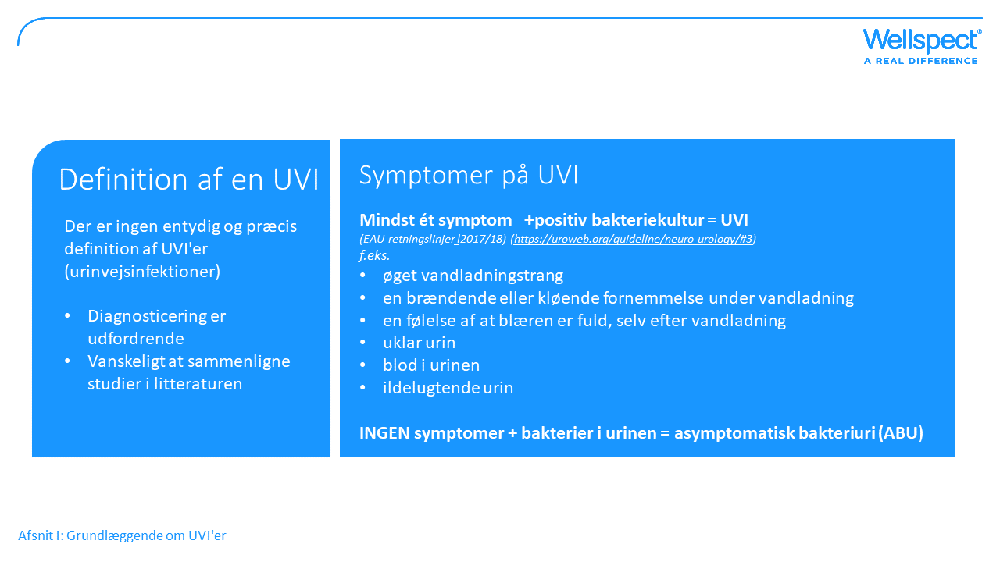 Wellspect®
A REAL DIFFERENCE
Definition af en UVI
Der er ingen entydig og præcis
definition af UVI'er
(urinvejsinfektioner)
• Diagnosticering er
udfordrende
• Vanskeligt at sammenligne
studier i litteraturen
Symptomer på UVI
Mindst ét symptom +positiv bakteriekultur = UVI
(EAU-retningslinjer l2017/18) (https://uroweb.org/guideline/neuro-urology/#3)
f.eks.
• øget vandladningstrang
• en brændende eller kløende fornemmelse under vandladning
• en følelse af at blæren er fuld, selv efter vandladning
• uklar urin
• blod i urinen
• ildelugtende urin
INGEN symptomer + bakterier i urinen = asymptomatisk bakteriuri (ABU)
Afsnit I: Grundlæggende om UVI'er